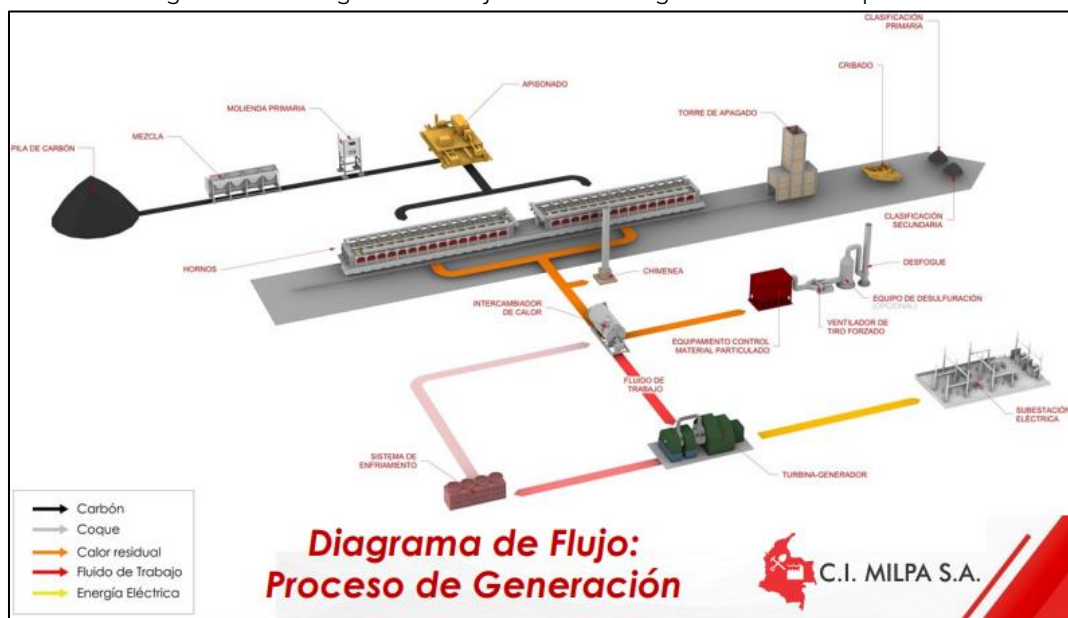 CLASIFICACIÓN
PRIMARIA
CRIBADO
APISONADO
MOLIENDA PRIMARIA
TORRE DE APAGADO
MEZCLA
PILA DE CARBÓN
CLASIFICACIÓN
SECUNDARIA
HORNOS
CHIMENEA
DESFOGUE
INTERCAMBIADOR
DE CALOR
EQUIPO DE DESULFURACIÓN
(OPCIONAL)
VENTILADOR DE
TIRO FORZADO
EQUIPAMIENTO CONTROL
MATERIAL PARTICULADO
FLUIDO DE
TRABAJO
SUBESTACIÓN
ELÉCTRICA
SISTEMA DE
ENFRIAMIENTO
TURBINA-GENERADOR
Carbón
Coque
Calor residual
Fluido de Trabajo
Energía Eléctrica
Diagrama de Flujo:
Proceso de Generación
C.I. MILPA S.A.